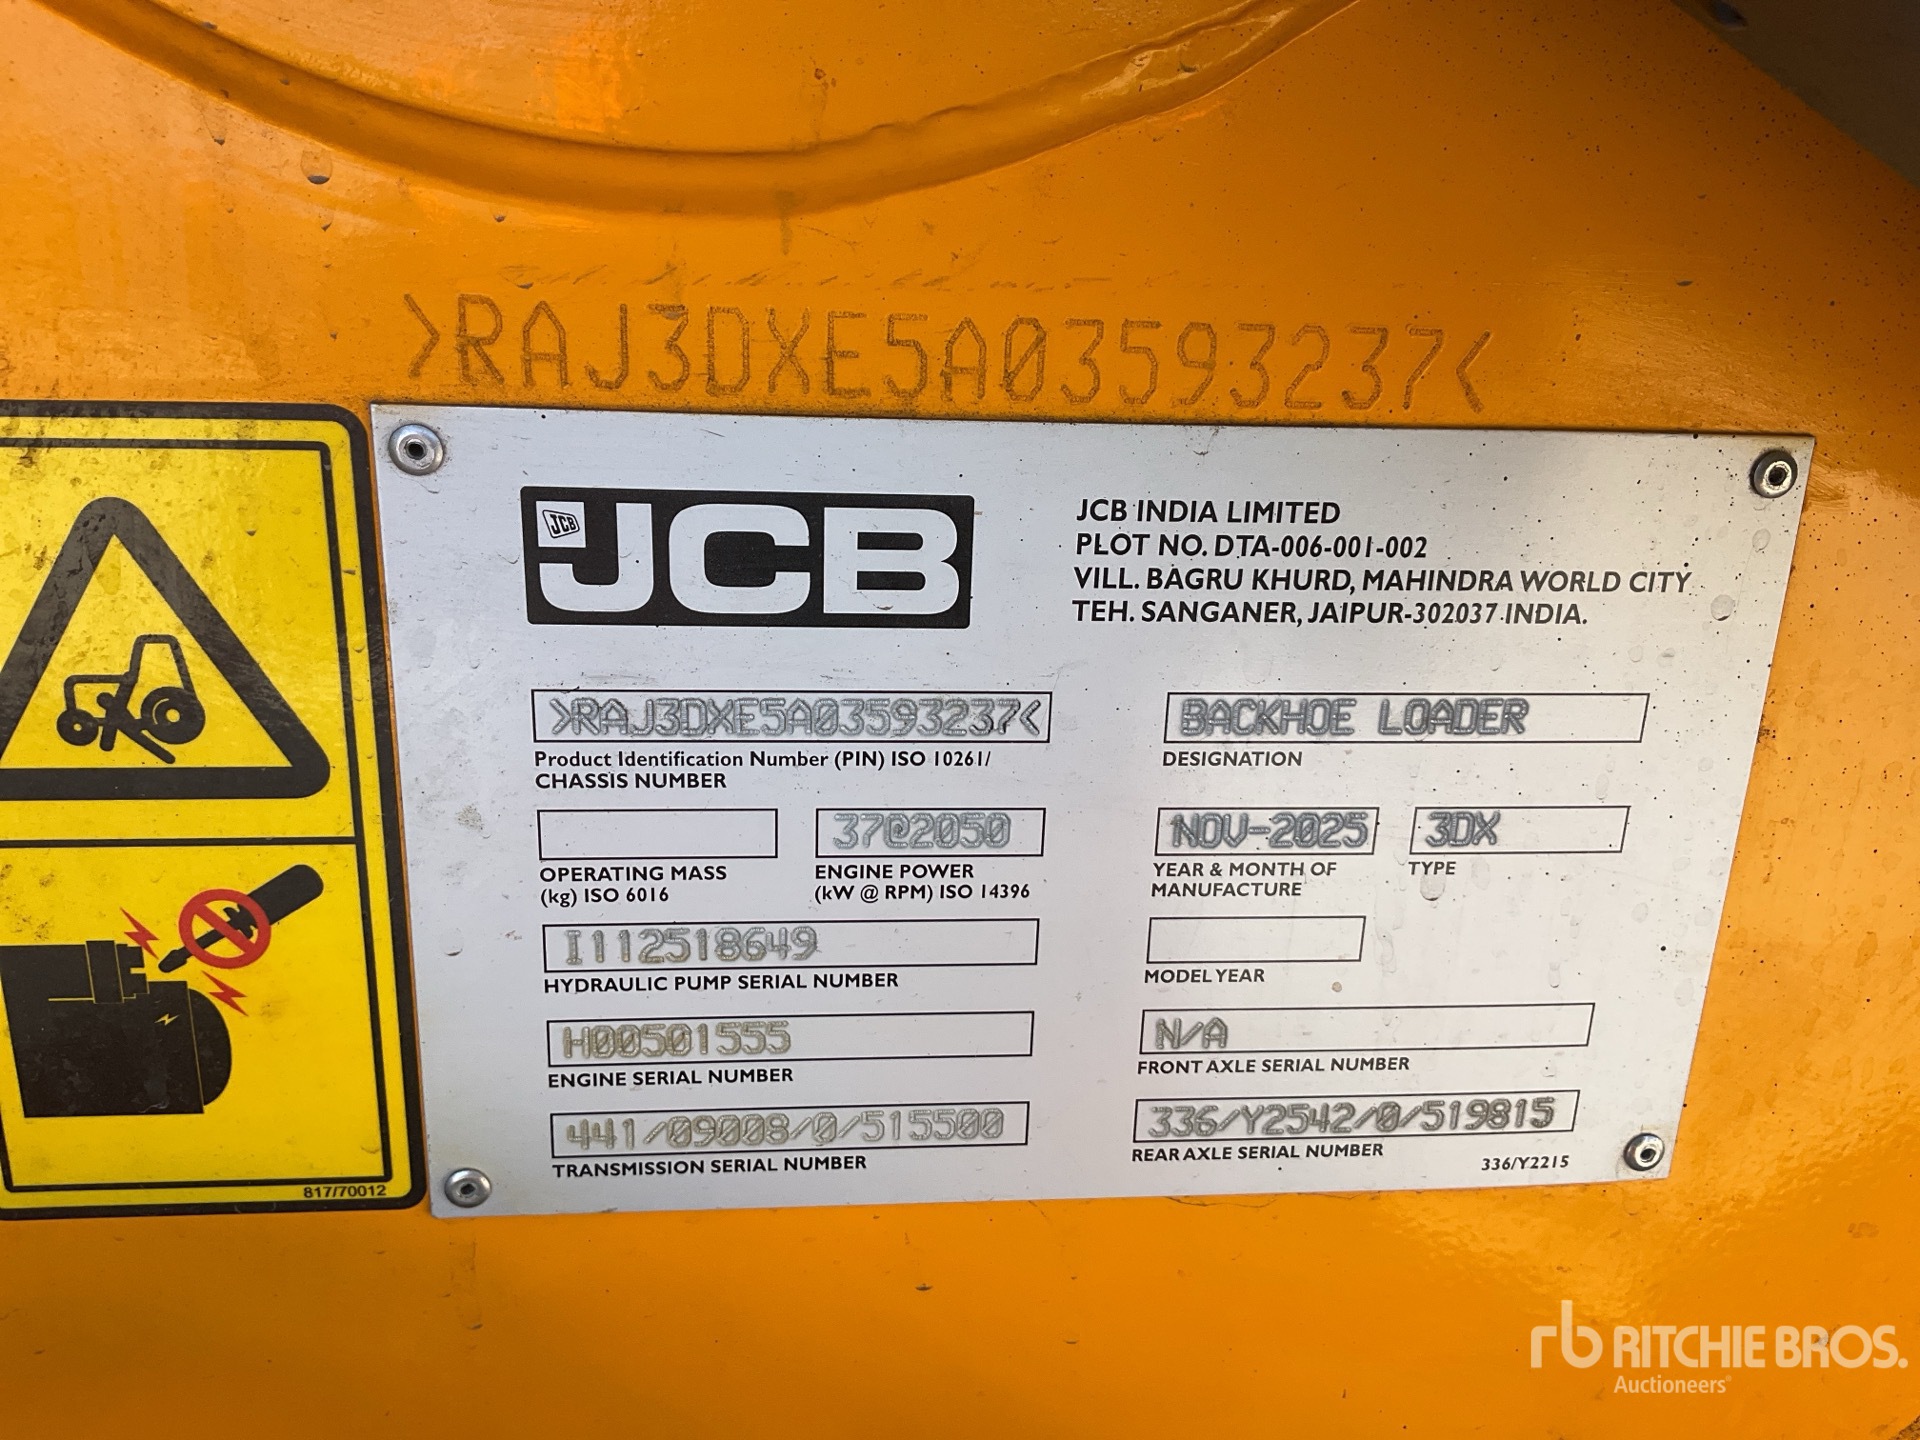 >RAJ3DXE5A03593237<
JCB
JCB
JCB INDIA LIMITED
PLOT NO. DTA-006-001-002
VILL. BAGRU KHURD, MAHINDRA WORLD CITY
TEH. SANGANER, JAIPUR-302037 INDIA.
>RAJ3DXE5A03593237<
Product Identification Number (PIN) ISO 10261/
CHASSIS NUMBER
BACKHOE LOADER
DESIGNATION
OPERATING MASS
(kg) ISO 6016
37@2050
ENGINE POWER
(kW @ RPM) ISO 14396
NOV-2025
YEAR & MONTH OF
MANUFACTURE
3DX
TYPE
I112518649
HYDRAULIC PUMP SERIAL NUMBER
MODEL YEAR
H00501555
ENGINE SERIAL NUMBER
N/A
FRONT AXLE SERIAL NUMBER
441/09008/0/515500
TRANSMISSION SERIAL NUMBER
336/Y2542/0/519815
REAR AXLE SERIAL NUMBER
336/Y2215
817/70012
rb RITCHIE BROS.
Auctioneers